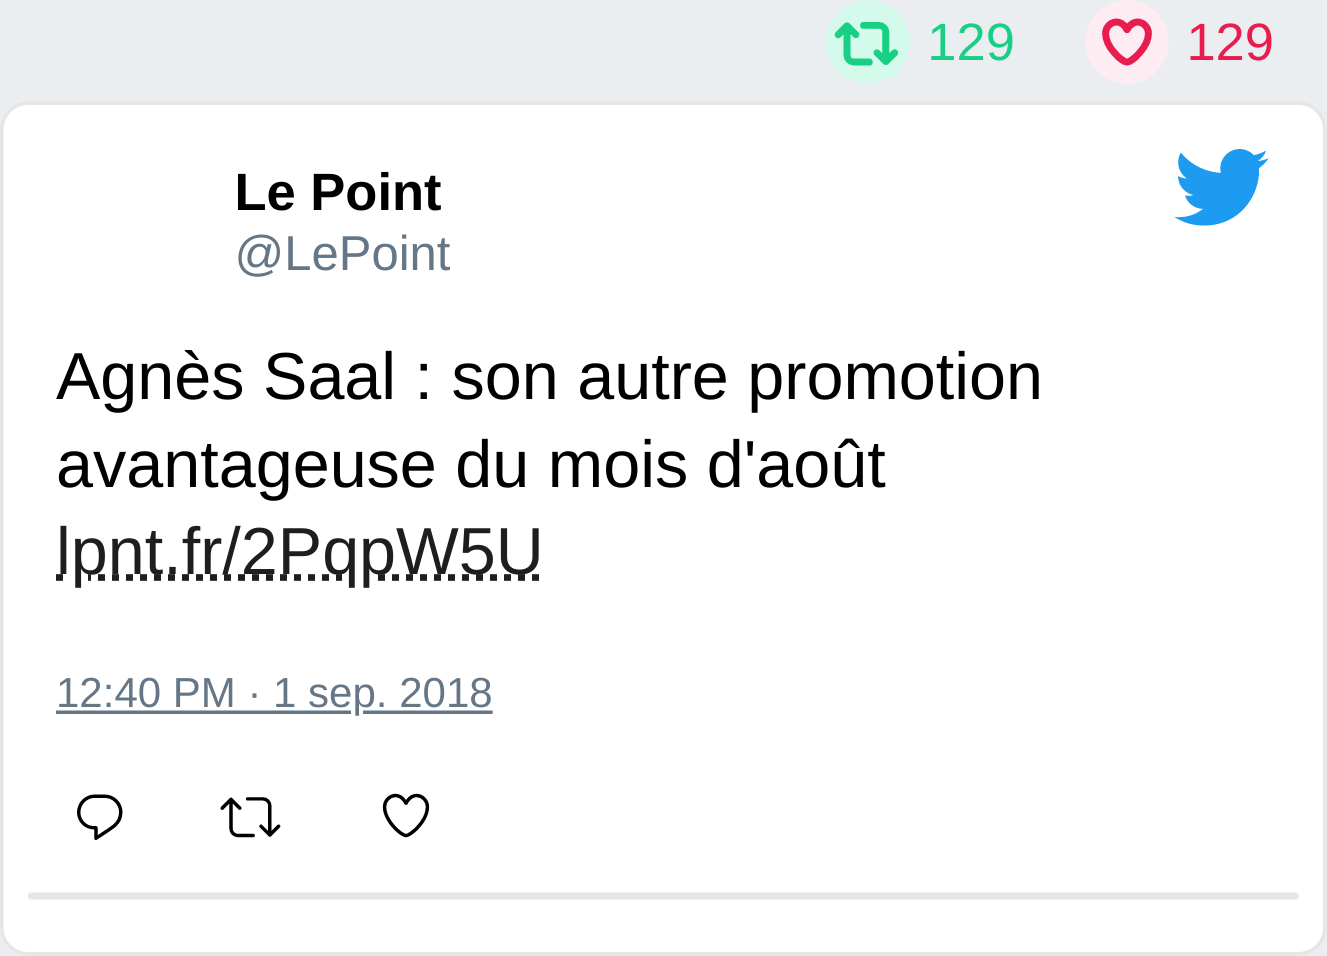 129 129
Le Point
@LePoint
Agnès Saal : son autre promotion
avantageuse du mois d'août
lpnt.fr/2PqpW5U
12:40 PM · 1 sep. 2018